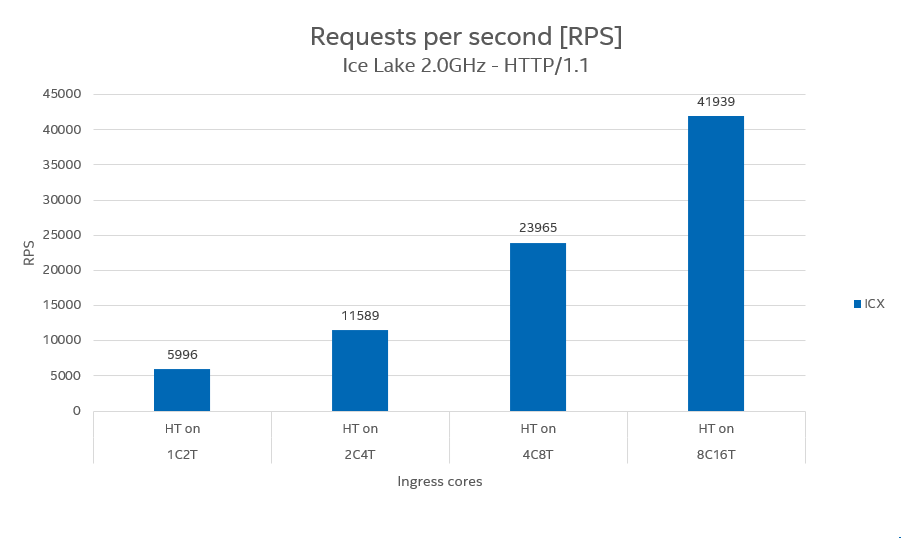 Requests per second [RPS]
Ice Lake 2.0GHz - HTTP/1.1
45000
40000
35000
30000
25000
20000
15000
10000
5000
0
RPS
5996
11589
23965
41939
HT on
HT on
HT on
HT on
1C2T
2C4T
4C8T
8C16T
Ingress cores
ICX